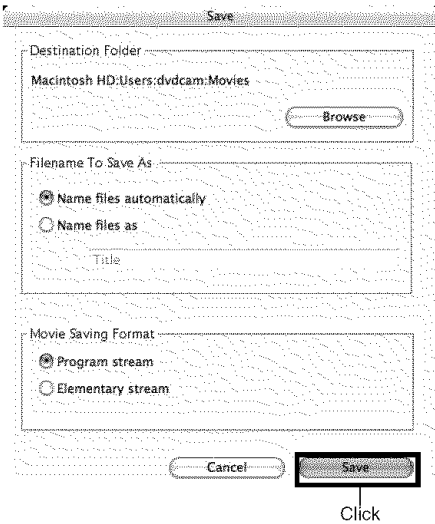 Save
Destination Folder
Macintosh HD:Users:dvdcam:Movies
Browse
Filename To Save As
Name files automatically
Name files as
Title
Movie Saving Format
Program stream
Elementary stream
Cancel Save
Click